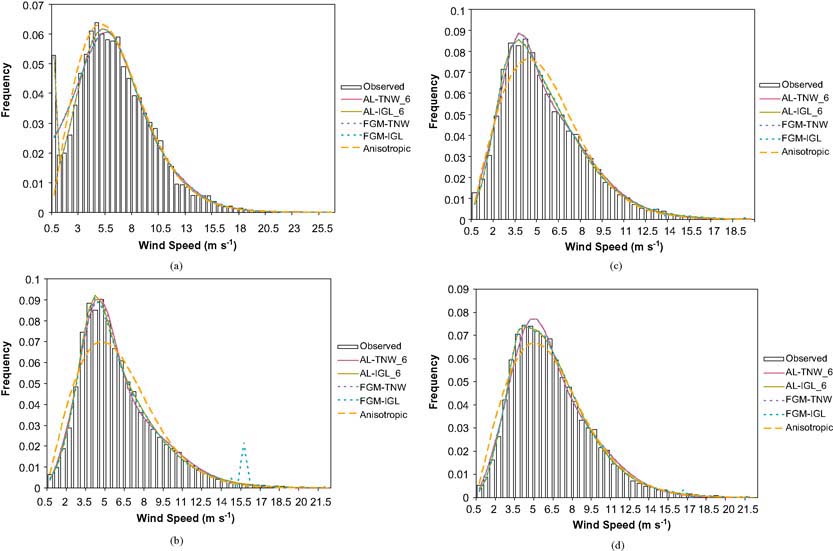 0.07
0.06
0.05
0.04
0.03
0.02
0.01
0
Frequency
0.5 3 5.5 8 10.5 13 15.5 18 20.5 23 25.5
Wind Speed (m s-1)
Observed
AL-TNW_6
AL-IGL_6
FGM-TNW
FGM-IGL
Anisotropic
(a)
0.1
0.09
0.08
0.07
0.06
0.05
0.04
0.03
0.02
0.01
0
Frequency
0.5 2 3.5 5 6.5 8 9.5 11 12.5 14 15.5 17 18.5
Wind Speed (m s-1)
Observed
AL-TNW_6
AL-IGL_6
FGM-TNW
FGM-IGL
Anisotropic
(c)
0.1
0.09
0.08
0.07
0.06
0.05
0.04
0.03
0.02
0.01
0
Frequency
0.5 2 3.5 5 6.5 8 9.5 11 12.5 14 15.5 17 18.5 20 21.5
Wind Speed (m s-1)
Observed
AL-TNW_6
AL-IGL_6
FGM-TNW
FGM-IGL
Anisotropic
(b)
0.09
0.08
0.07
0.06
0.05
0.04
0.03
0.02
0.01
0
Frequency
0.5 2 3.5 5 6.5 8 9.5 11 12.5 14 15.5 17 18.5 20 21.5
Wind Speed (m s-1)
Observed
AL-TNW_6
AL-IGL_6
FGM-TNW
FGM-IGL
Anisotropic
(d)